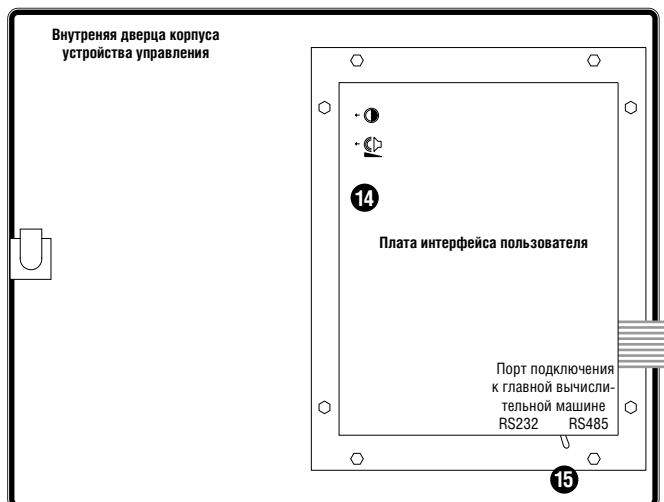 Внутреняя дверца корпуса
устройства управления
14
Плата интерфейса пользователя
Порт подключения
к главной вычисли-
тельной машине
RS232 RS485
15